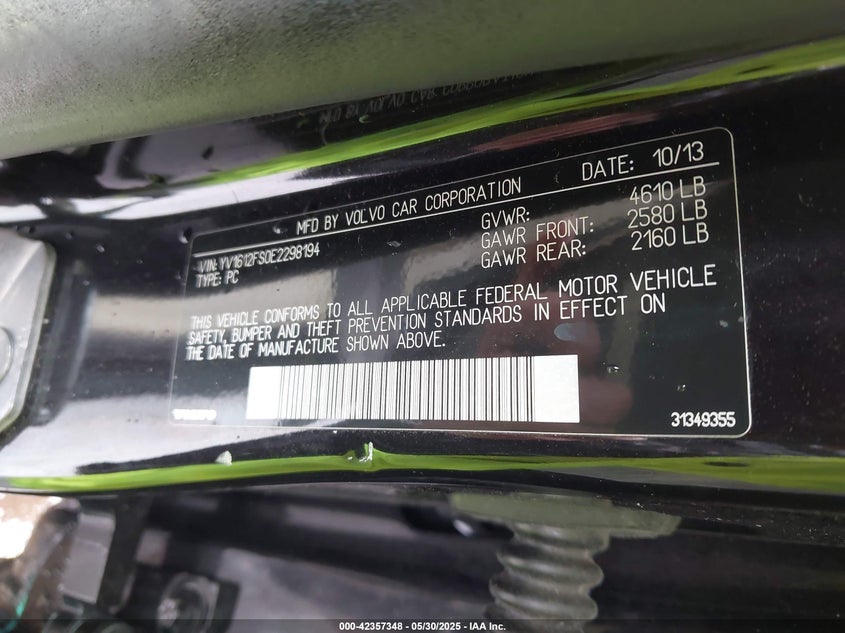 MFD BY VOLVO CAR CORPORATION DATE: 10/13
VIN: YV1612FS0E2298194
TYPE: PC
GVWR: 4610 LB
GAWR FRONT: 2580 LB
GAWR REAR: 2160 LB
THIS VEHICLE CONFORMS TO ALL APPLICABLE FEDERAL MOTOR VEHICLE
SAFETY, BUMPER AND THEFT PREVENTION STANDARDS IN EFFECT ON
THE DATE OF MANUFACTURE SHOWN ABOVE.
31349355
000-42357348 — 05/30/2025 — IAA Inc.